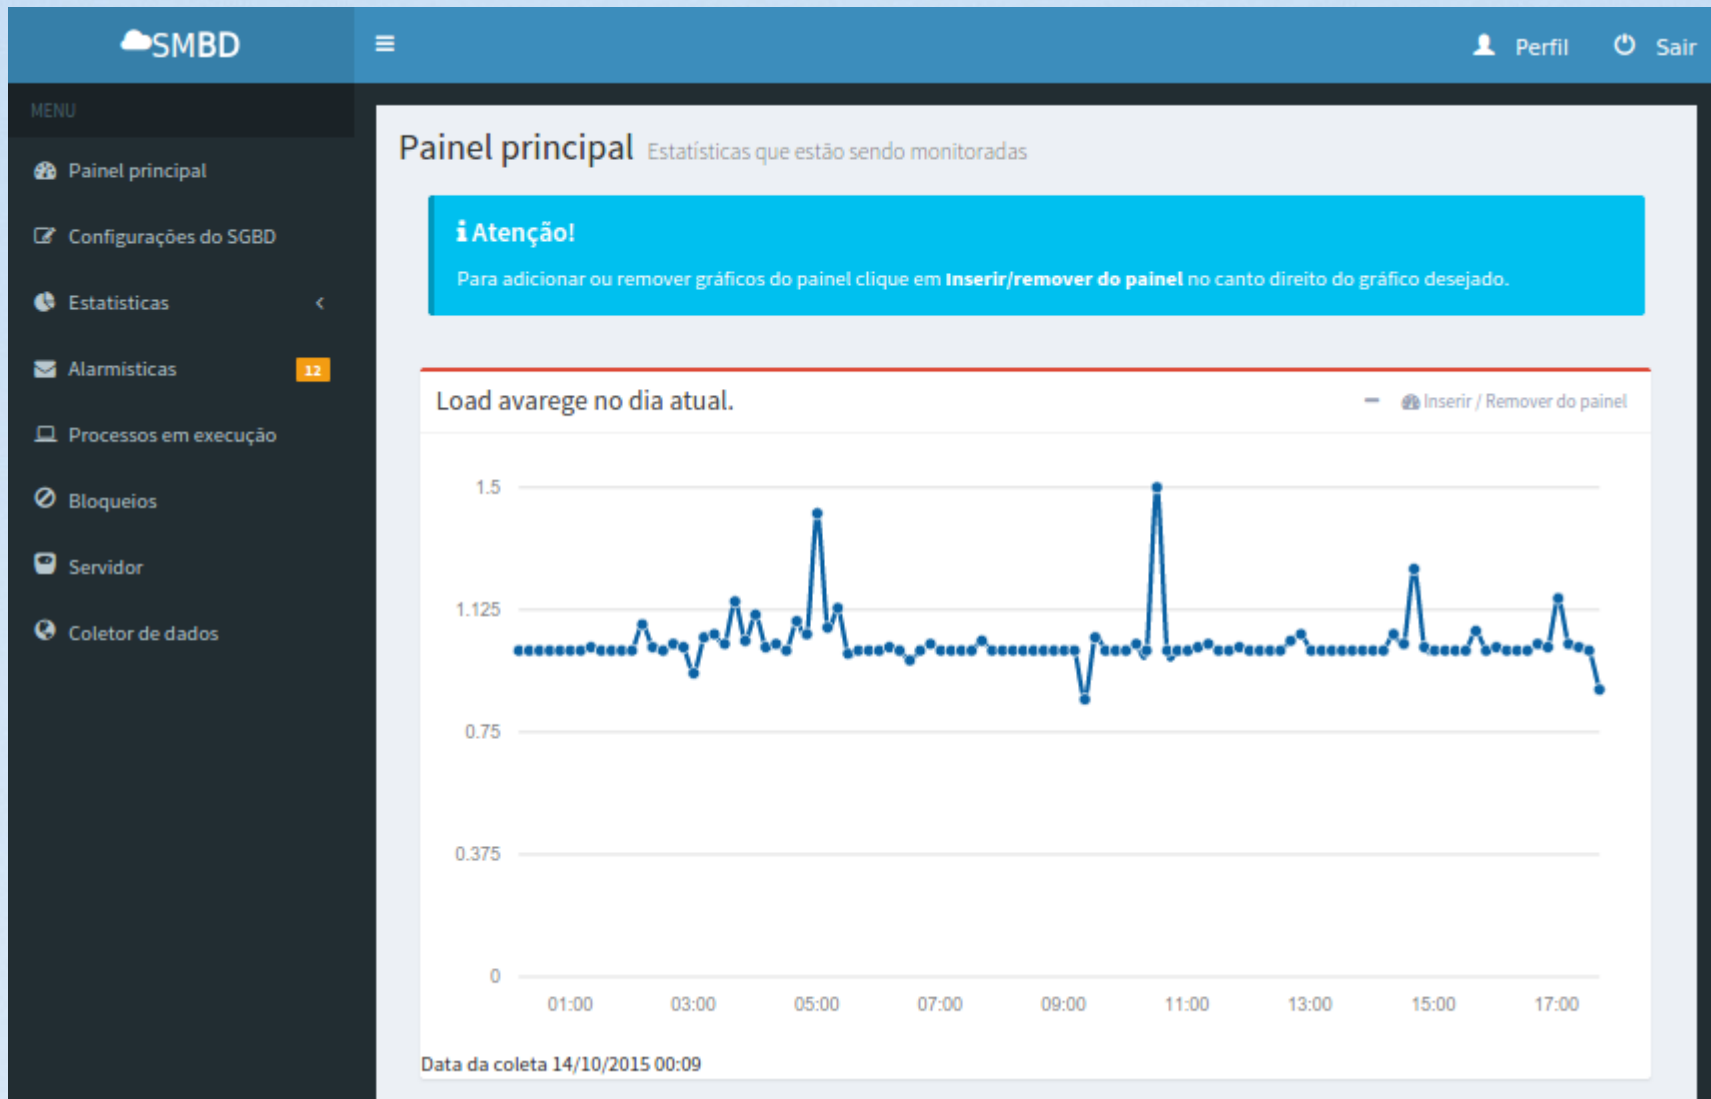 SMBD
Perfil
Sair
MENU
Painel principal
Configurações do SGBD
Estatísticas
Alarmísticas
12
Processos em execução
Bloqueios
Servidor
Coletor de dados
Painel principal Estatísticas que estão sendo monitoradas
Atenção!
Para adicionar ou remover gráficos do painel clique em Inserir/remover do painel no canto direito do gráfico desejado.
Load avarege no dia atual.
Inserir / Remover do painel
1.5
1.125
0.75
0.375
0
01:00 03:00 05:00 07:00 09:00 11:00 13:00 15:00 17:00
Data da coleta 14/10/2015 00:09